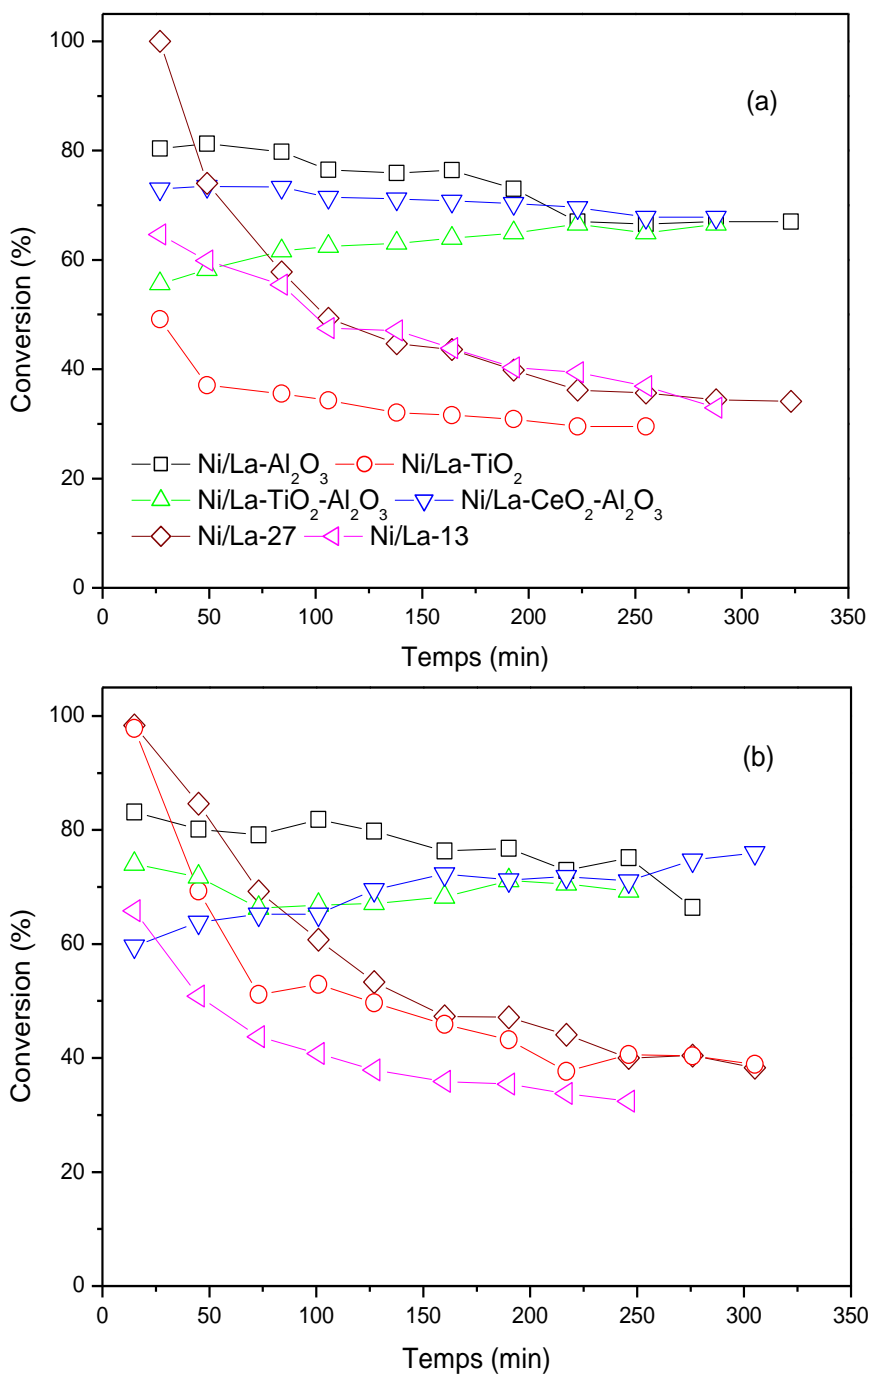 100
80
60
40
20
0
Conversion (%)
(a)
Ni/La-Al₂O₃ Ni/La-TiO₂
Ni/La-TiO₂-Al₂O₃ Ni/La-CeO₂-Al₂O₃
Ni/La-27 Ni/La-13
0 50 100 150 200 250 300 350
Temps (min)
100
80
60
40
20
0
Conversion (%)
(b)
0 50 100 150 200 250 300 350
Temps (min)